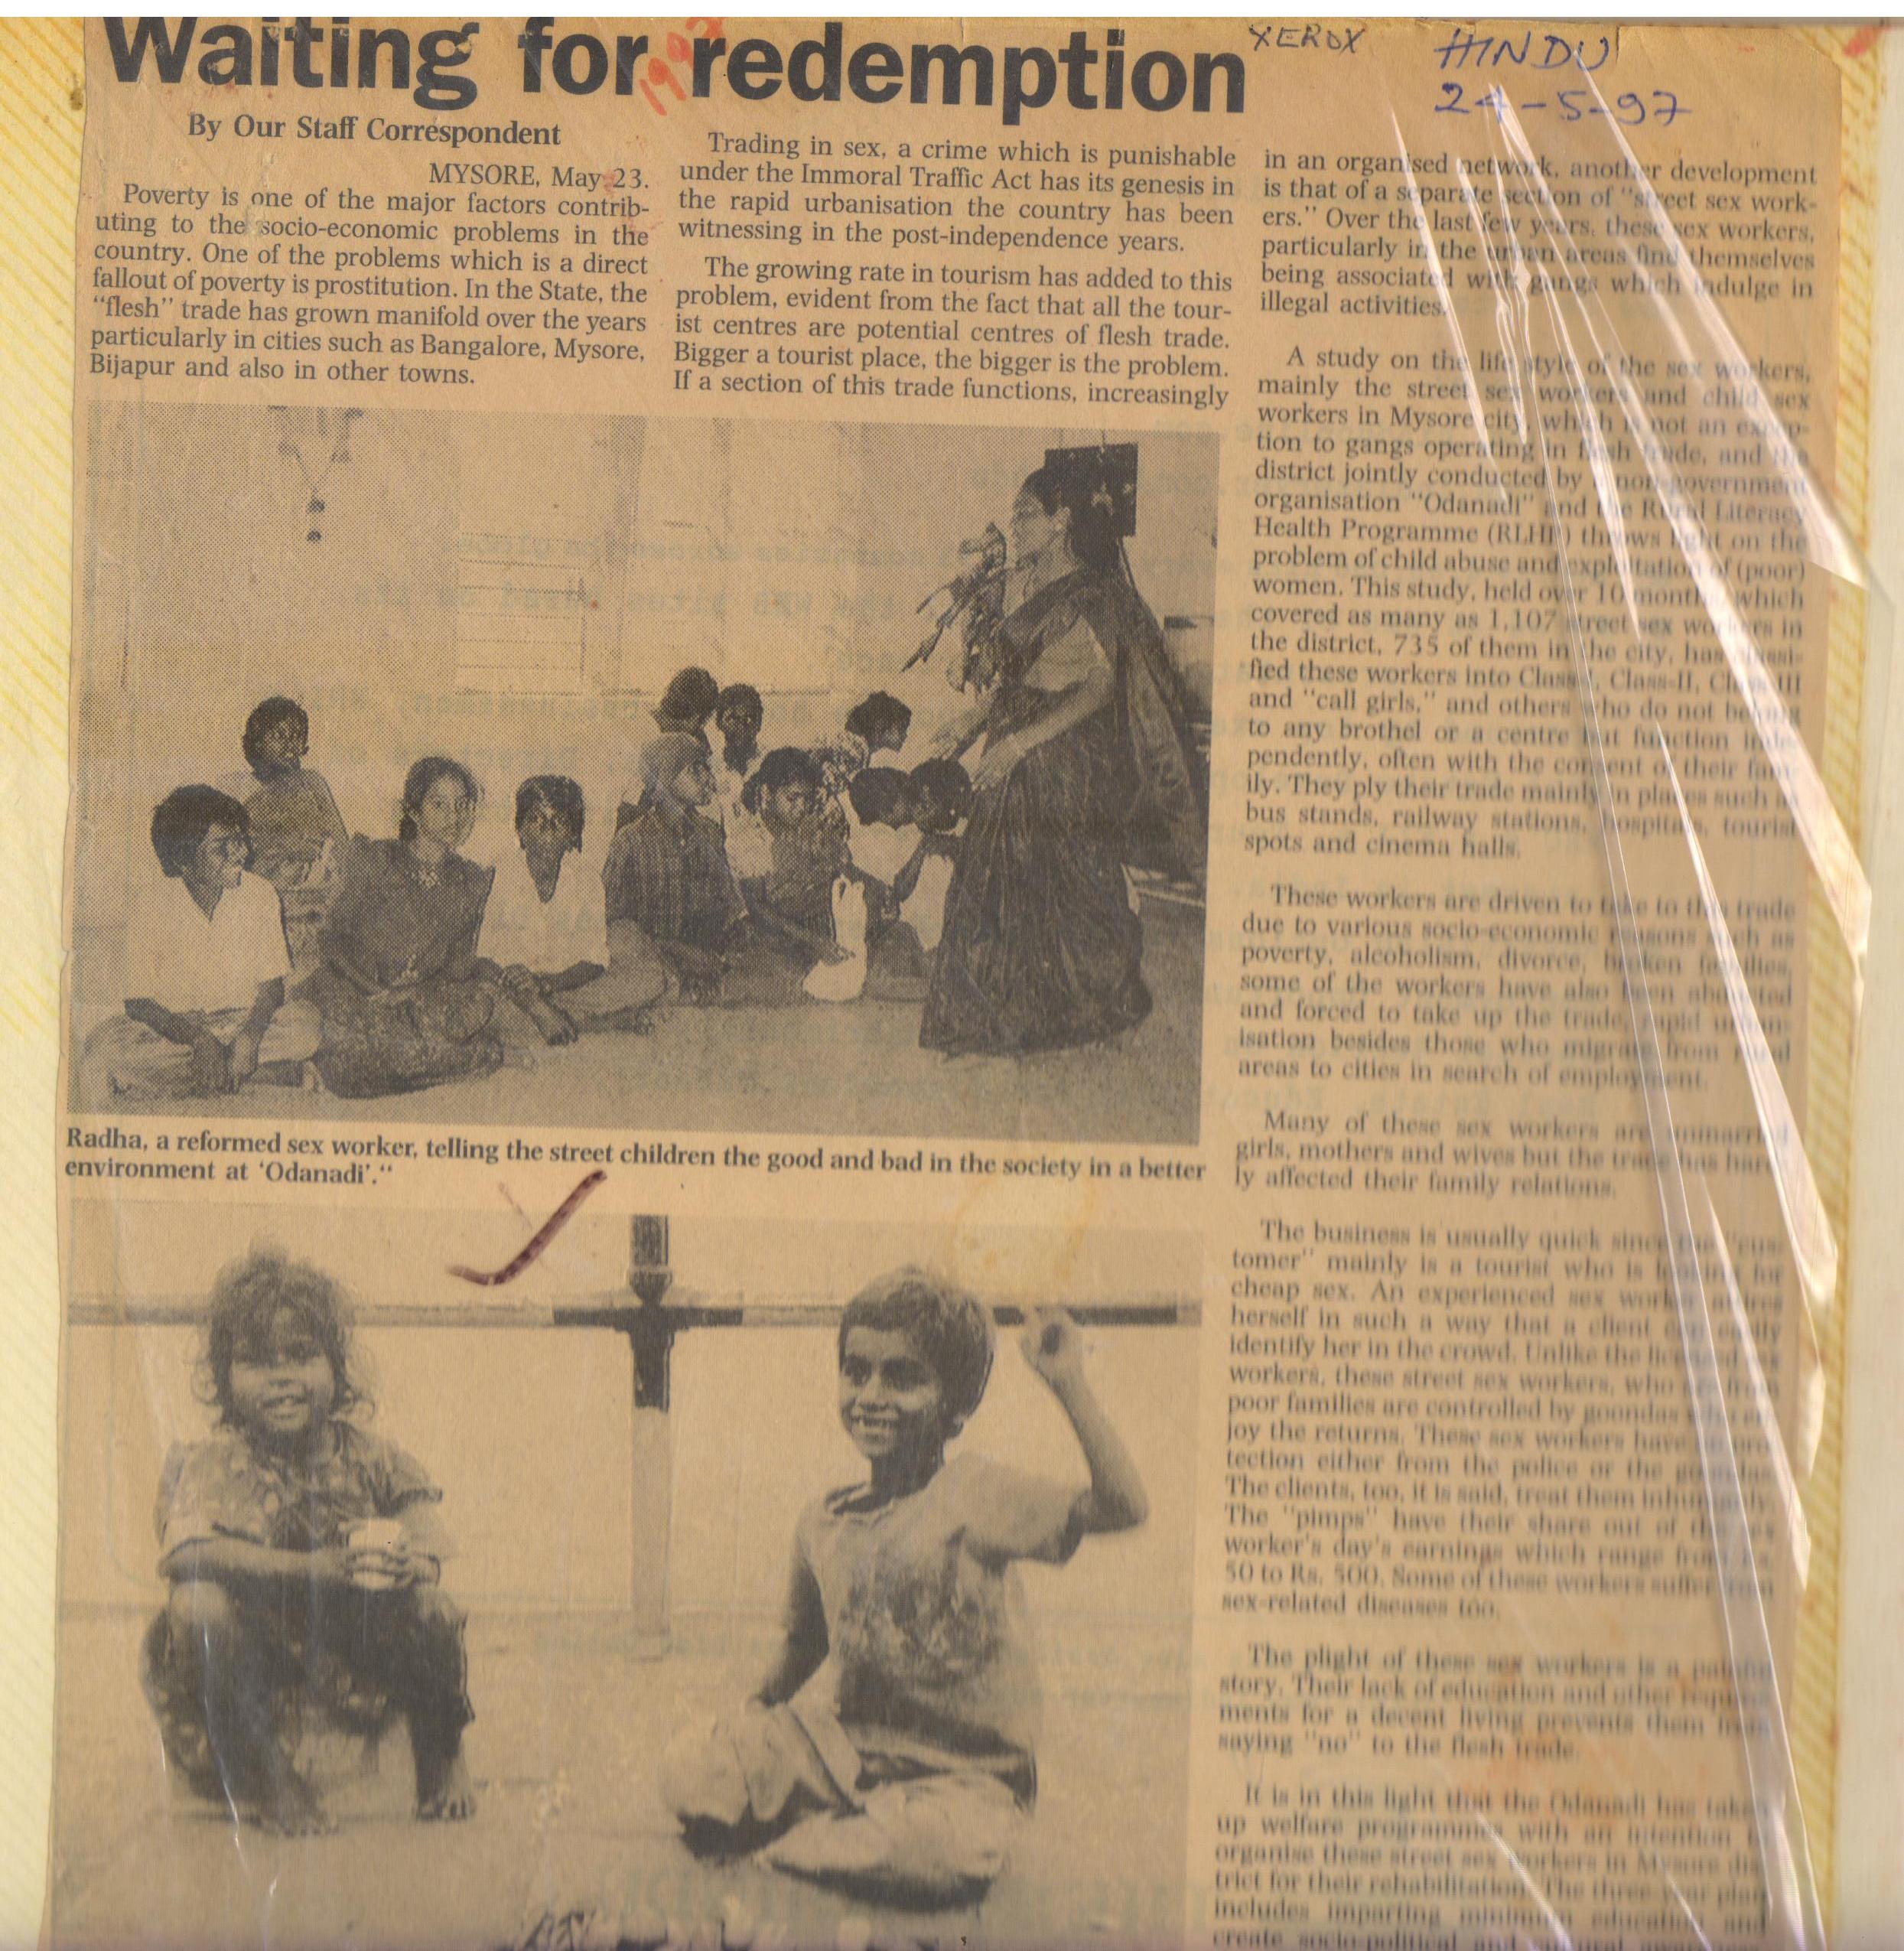 Waiting for redemption
1997
XEROX
HINDU
24-5-97
By Our Staff Correspondent
MYSORE, May 23.
Poverty is one of the major factors contrib-
uting to the socio-economic problems in the
country. One of the problems which is a direct
fallout of poverty is prostitution. In the State, the
"flesh" trade has grown manifold over the years
particularly in cities such as Bangalore, Mysore,
Bijapur and also in other towns.
Trading in sex, a crime which is punishable
under the Immoral Traffic Act has its genesis in
the rapid urbanisation the country has been
witnessing in the post-independence years.
The growing rate in tourism has added to this
problem, evident from the fact that all the tour-
ist centres are potential centres of flesh trade.
Bigger a tourist place, the bigger is the problem.
If a section of this trade functions, increasingly
in an organised network, another development
is that of a separate section of "street sex work-
ers." Over the last few years, these sex workers,
particularly in the urban areas find themselves
being associated with gangs which indulge in
illegal activities.
A study on the life style of the sex workers,
mainly the street sex workers and child sex
workers in Mysore city, which is not an excep-
tion to gangs operating in flesh trade, and the
district jointly conducted by a non-government
organisation "Odanadi" and the Rural Literacy
Health Programme (RLHP) throws light on the
problem of child abuse and exploitation of (poor)
women. This study, held over 10 months, which
covered as many as 1,107 street sex workers in
the district, 735 of them in the city, has classi-
fied these workers into Class-I, Class-II, Class III
and "call girls," and others who do not belong
to any brothel or a centre but function inde-
pendently, often with the consent of their fam-
ily. They ply their trade mainly in places such as
bus stands, railway stations, hospitals, tourist
spots and cinema halls.
These workers are driven to take to this trade
due to various socio-economic reasons such as
poverty, alcoholism, divorce, broken families,
some of the workers have also been abducted
and forced to take up the trade, rapid urban-
isation besides those who migrate from rural
areas to cities in search of employment.
Many of these sex workers are unmarried
girls, mothers and wives but the trade has hard-
ly affected their family relations.
The business is usually quick since the "cus-
tomer" mainly is a tourist who is looking for
cheap sex. An experienced sex worker attires
herself in such a way that a client can easily
identify her in the crowd. Unlike the licensed sex
workers, these street sex workers, who are from
poor families are controlled by goondas who en-
joy the returns. These sex workers have no pro-
tection either from the police or the goondas.
The clients, too, it is said, treat them inhumanly.
The "pimps" have their share out of the sex
worker's day's earnings which range from Rs.
50 to Rs. 500. Some of these workers suffer from
sex-related diseases too.
The plight of these sex workers is a painful
story. Their lack of education and other require-
ments for a decent living prevents them from
saying "no" to the flesh trade.
It is in this light that the Odanadi has taken
up welfare programmes with an intention to
organise these street sex workers in Mysore dis-
trict for their rehabilitation. The three-year plan
includes imparting minimum education and
create socio-political and
Radha, a reformed sex worker, telling the street children the good and bad in the society in a better
environment at 'Odanadi'."